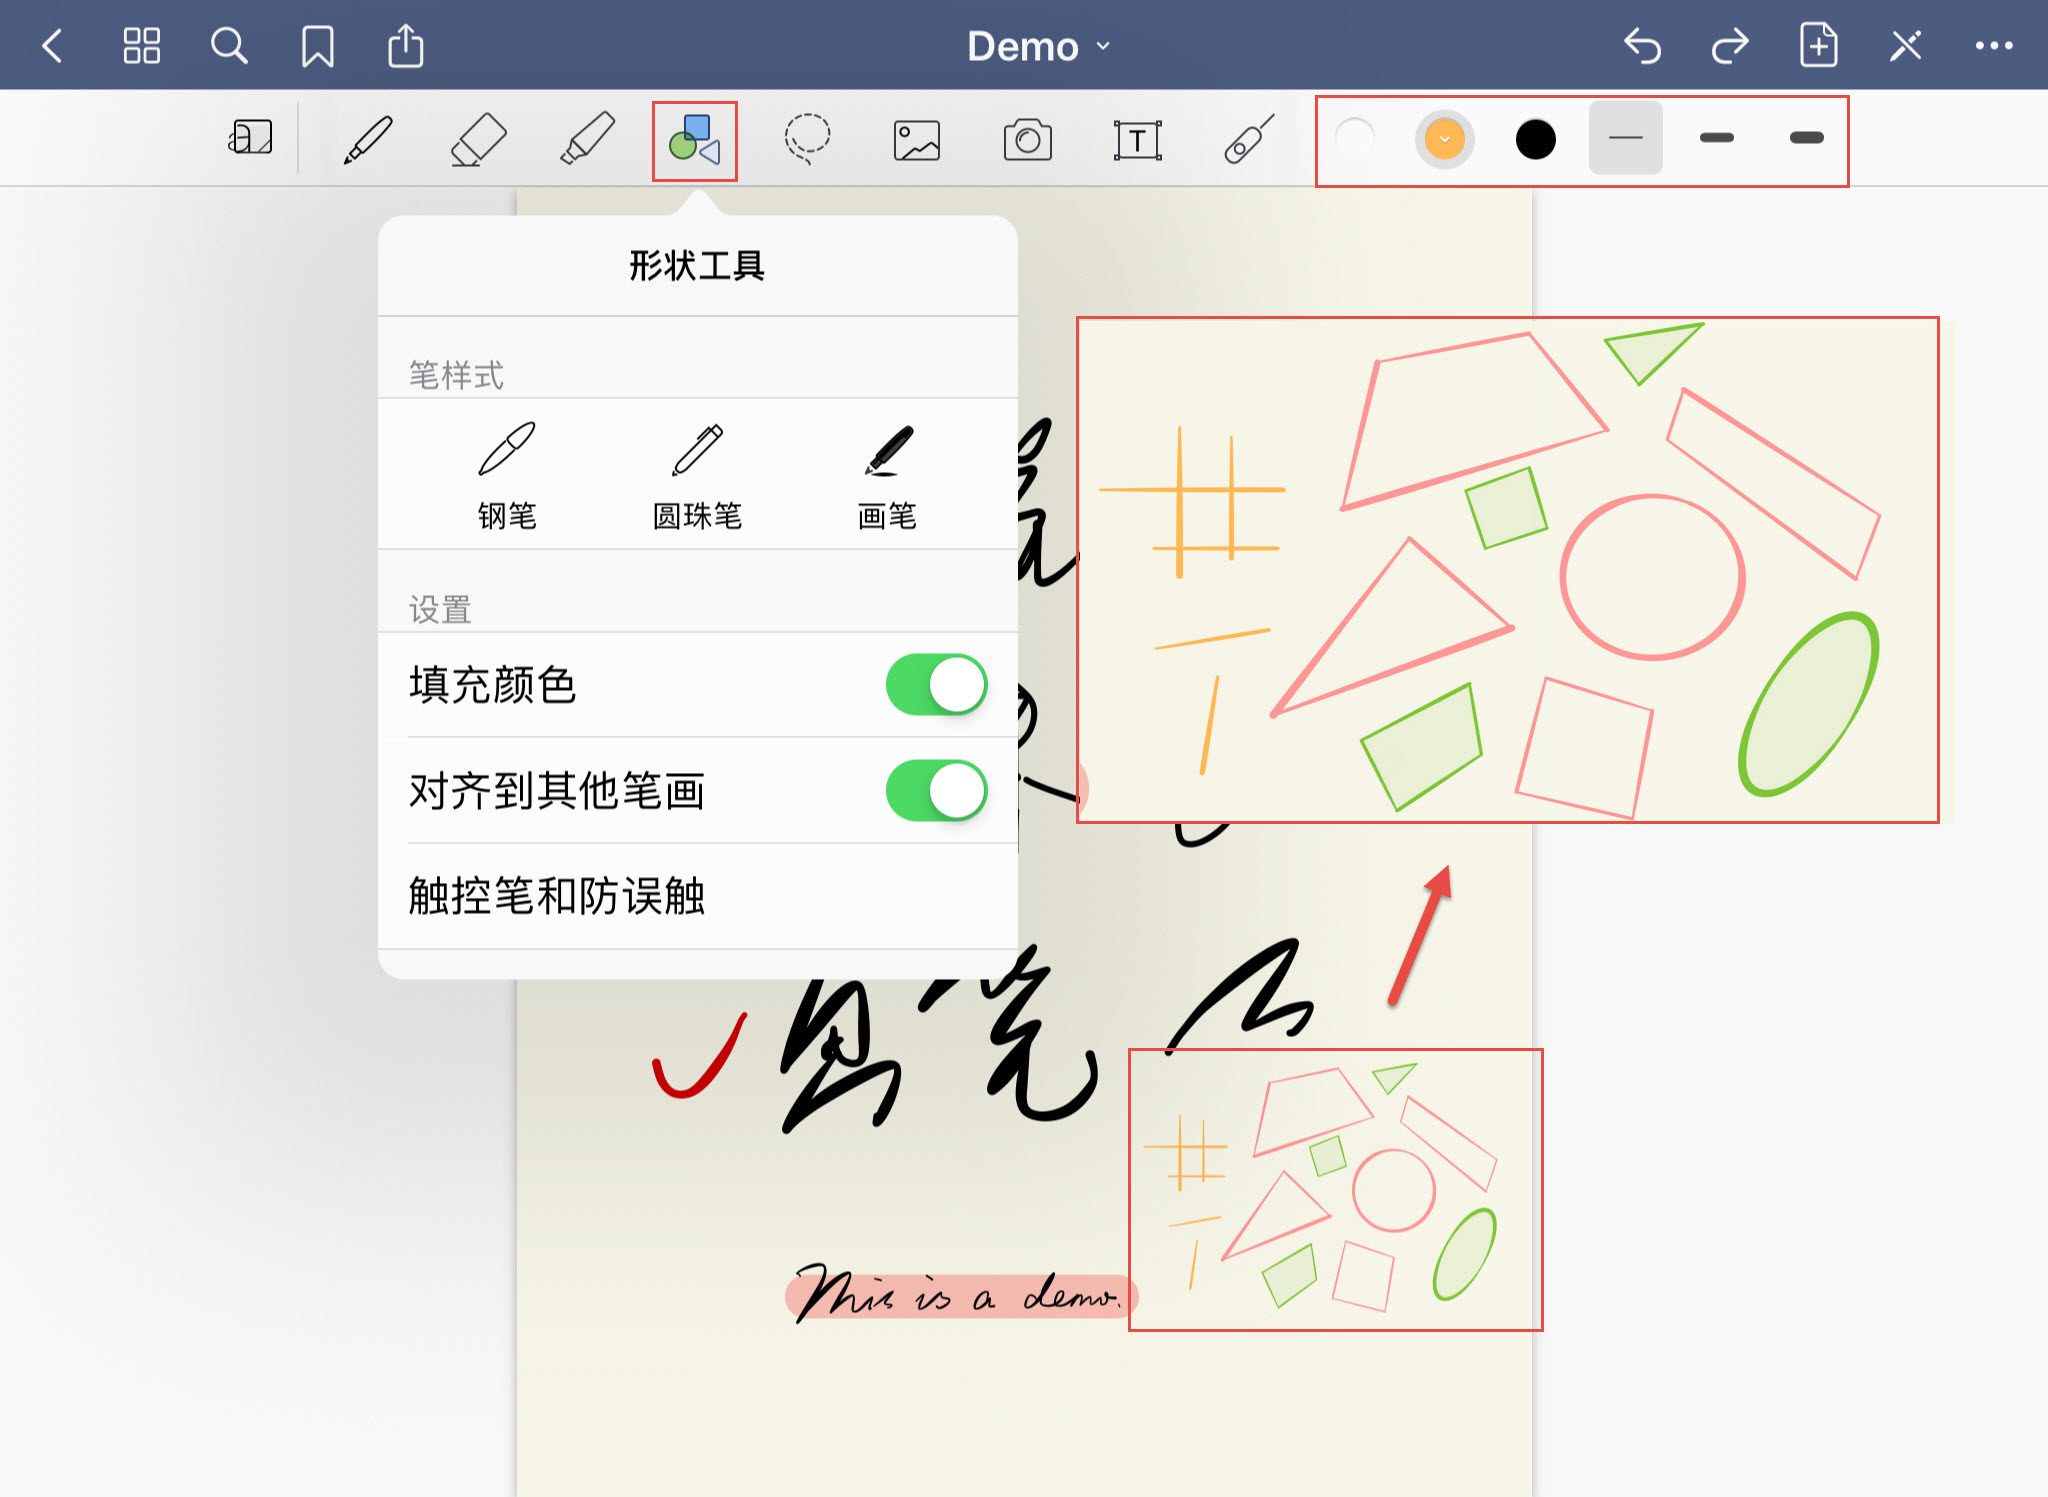 Demo
T
形状工具
笔样式
钢笔 圆珠笔 画笔
设置
填充颜色
对齐到其他笔画
触控笔和防误触
This is a demo.